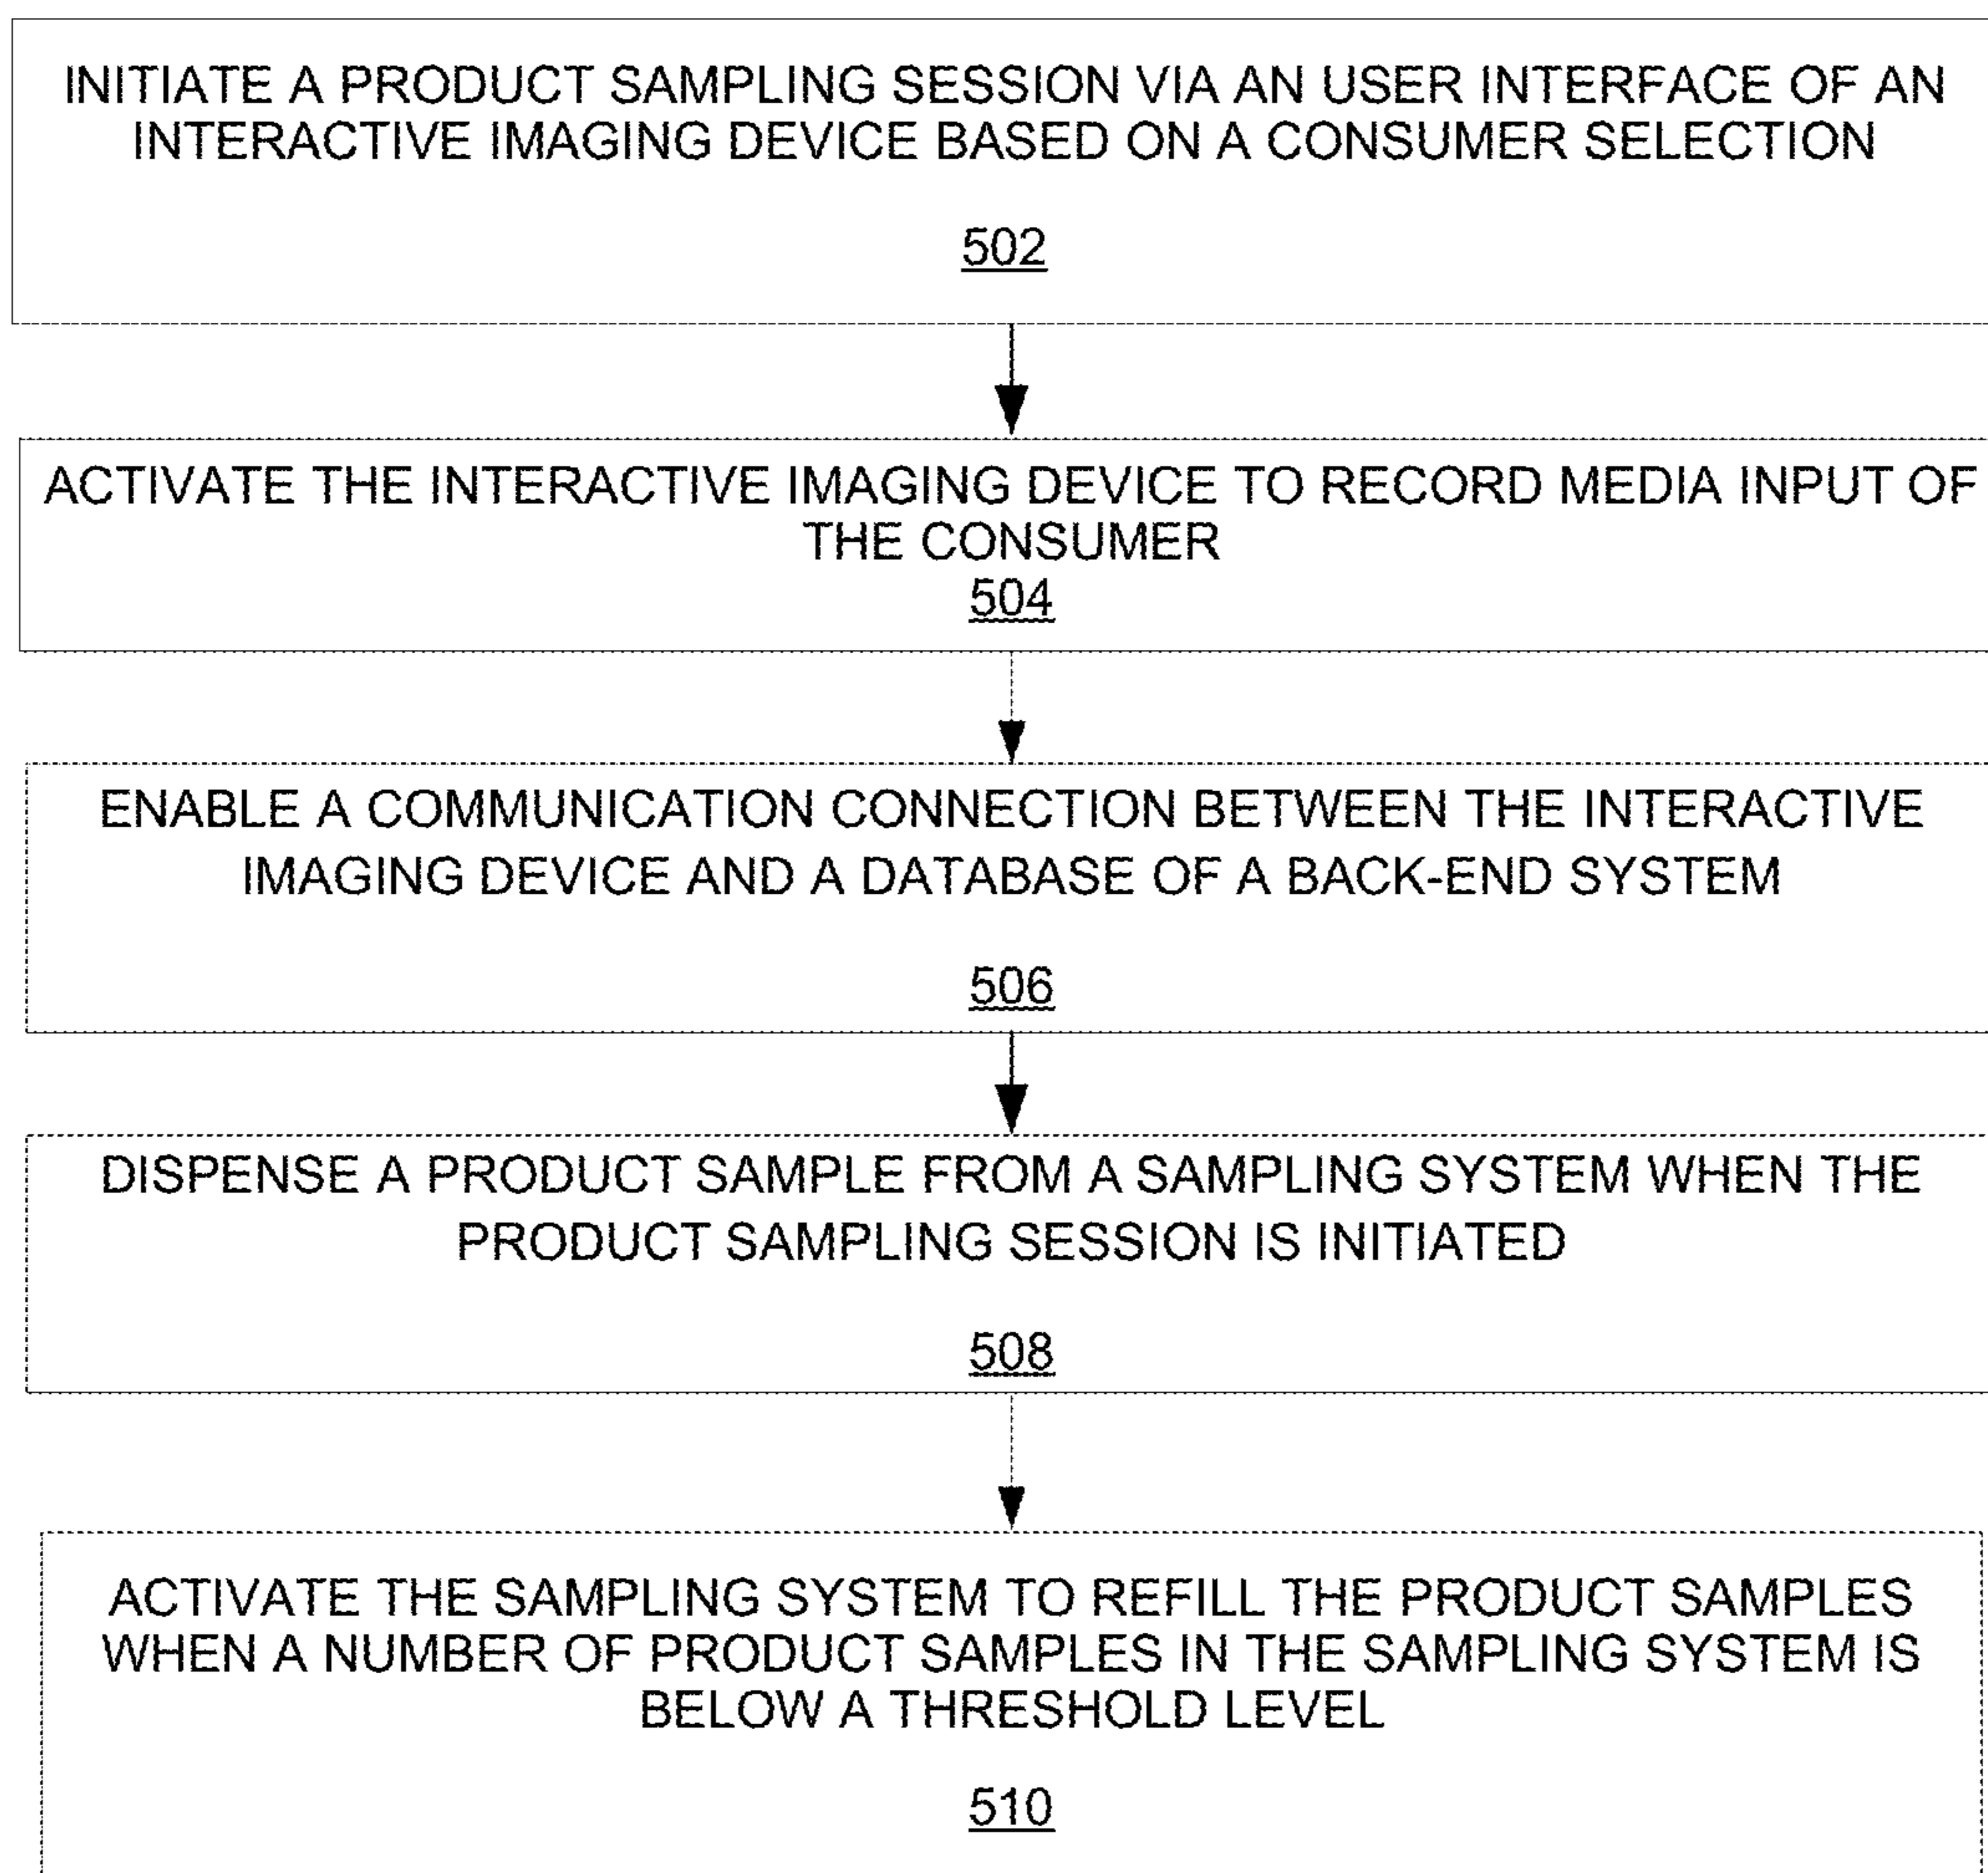 INITIATE A PRODUCT SAMPLING SESSION VIA AN USER INTERFACE OF AN
INTERACTIVE IMAGING DEVICE BASED ON A CONSUMER SELECTION
502
ACTIVATE THE INTERACTIVE IMAGING DEVICE TO RECORD MEDIA INPUT OF
THE CONSUMER
504
ENABLE A COMMUNICATION CONNECTION BETWEEN THE INTERACTIVE
IMAGING DEVICE AND A DATABASE OF A BACK-END SYSTEM
506
DISPENSE A PRODUCT SAMPLE FROM A SAMPLING SYSTEM WHEN THE
PRODUCT SAMPLING SESSION IS INITIATED
508
ACTIVATE THE SAMPLING SYSTEM TO REFILL THE PRODUCT SAMPLES
WHEN A NUMBER OF PRODUCT SAMPLES IN THE SAMPLING SYSTEM IS
BELOW A THRESHOLD LEVEL
510